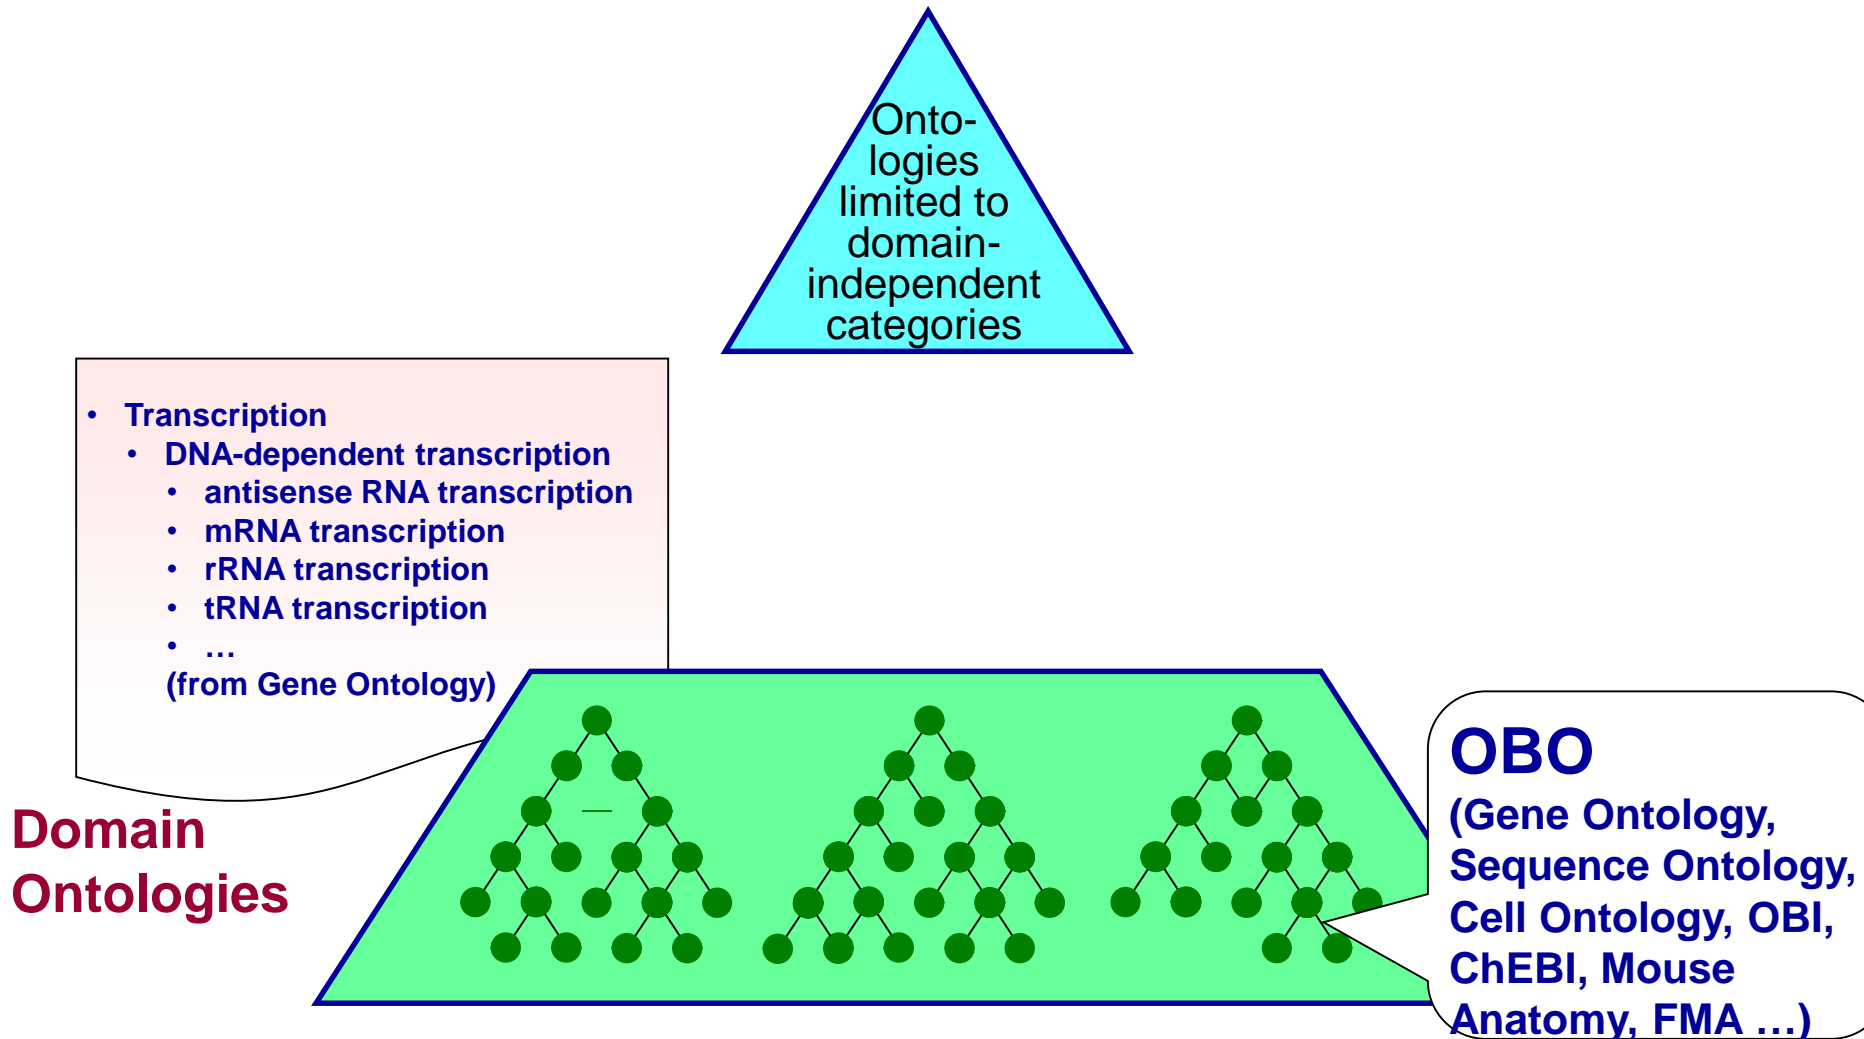 Onto-
logies
limited to
domain-
independent
categories
• Transcription
• DNA-dependent transcription
• antisense RNA transcription
• mRNA transcription
• rRNA transcription
• tRNA transcription
• …
(from Gene Ontology)
Domain
Ontologies
OBO
(Gene Ontology,
Sequence Ontology,
Cell Ontology, OBI,
ChEBI, Mouse
Anatomy, FMA …)